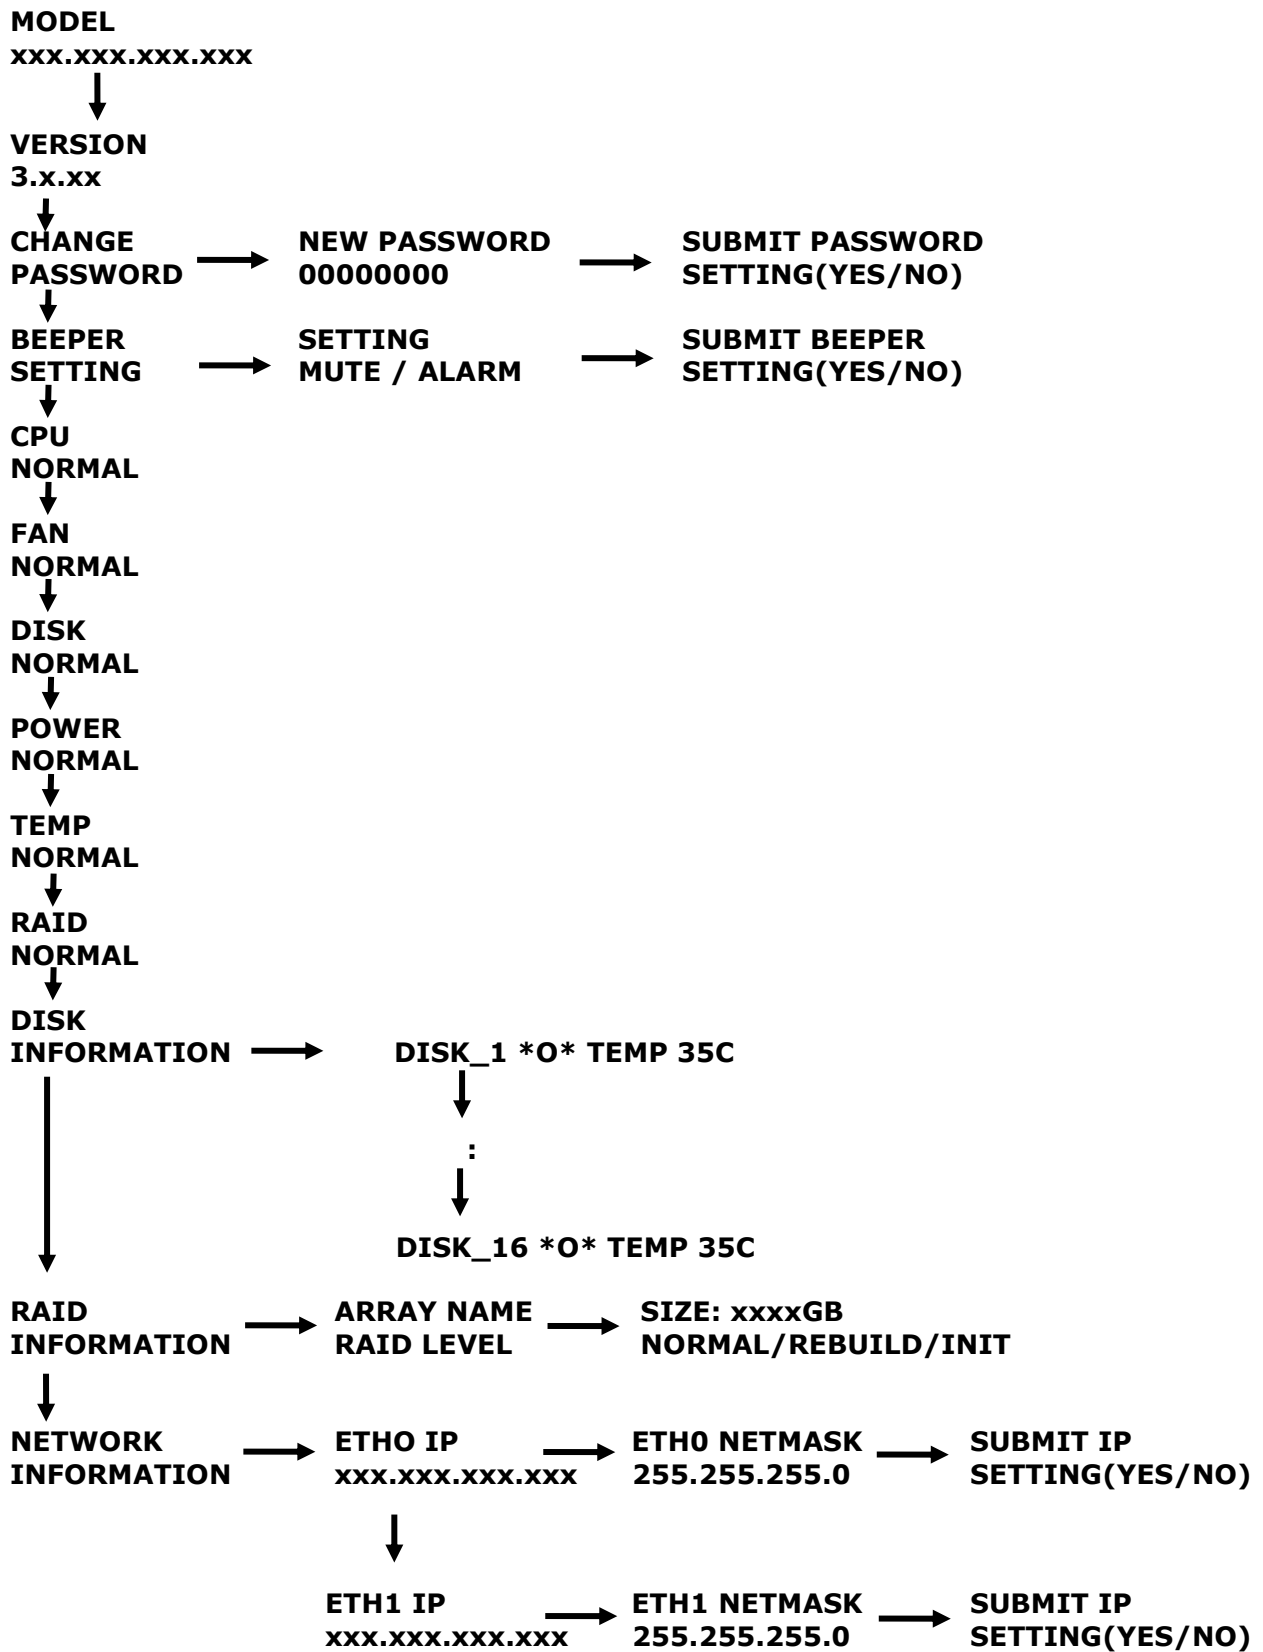 MODEL
xxx.xxx.xxx.xxx
VERSION
3.x.xx
CHANGE NEW PASSWORD SUBMIT PASSWORD
PASSWORD 00000000 SETTING(YES/NO)
BEEPER SETTING SUBMIT BEEPER
SETTING MUTE / ALARM SETTING(YES/NO)
CPU
NORMAL
FAN
NORMAL
DISK
NORMAL
POWER
NORMAL
TEMP
NORMAL
RAID
NORMAL
DISK
INFORMATION DISK_1 *O* TEMP 35C
:
DISK_16 *O* TEMP 35C
RAID ARRAY NAME SIZE: xxxxGB
INFORMATION RAID LEVEL NORMAL/REBUILD/INIT
NETWORK ETHO IP ETH0 NETMASK SUBMIT IP
INFORMATION xxx.xxx.xxx.xxx 255.255.255.0 SETTING(YES/NO)
ETH1 IP ETH1 NETMASK SUBMIT IP
xxx.xxx.xxx.xxx 255.255.255.0 SETTING(YES/NO)